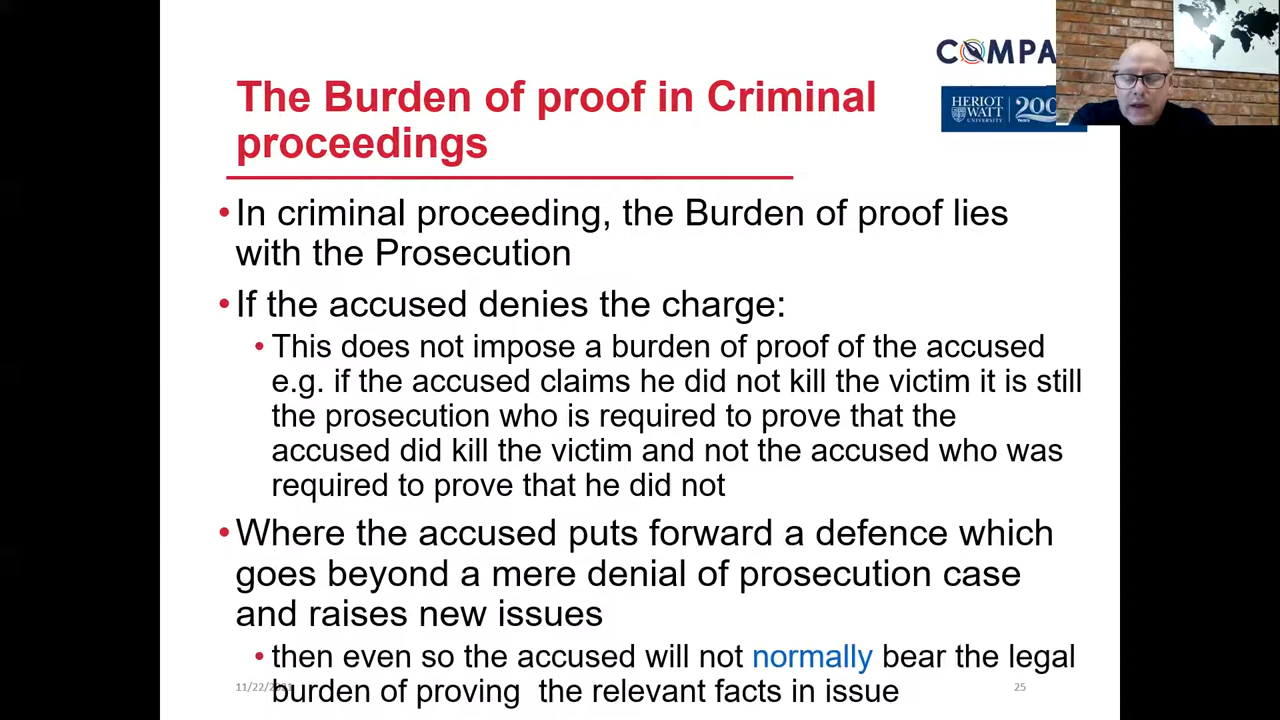 COMPA
HERIOT
WATT
UNIVERSITY
200
Years
The Burden of proof in Criminal
proceedings
•In criminal proceeding, the Burden of proof lies
with the Prosecution
•If the accused denies the charge:
•This does not impose a burden of proof of the accused
e.g. if the accused claims he did not kill the victim it is still
the prosecution who is required to prove that the
accused did kill the victim and not the accused who was
required to prove that he did not
•Where the accused puts forward a defence which
goes beyond a mere denial of prosecution case
and raises new issues
•then even so the accused will not normally bear the legal
burden of proving the relevant facts in issue
11/22/2021
25